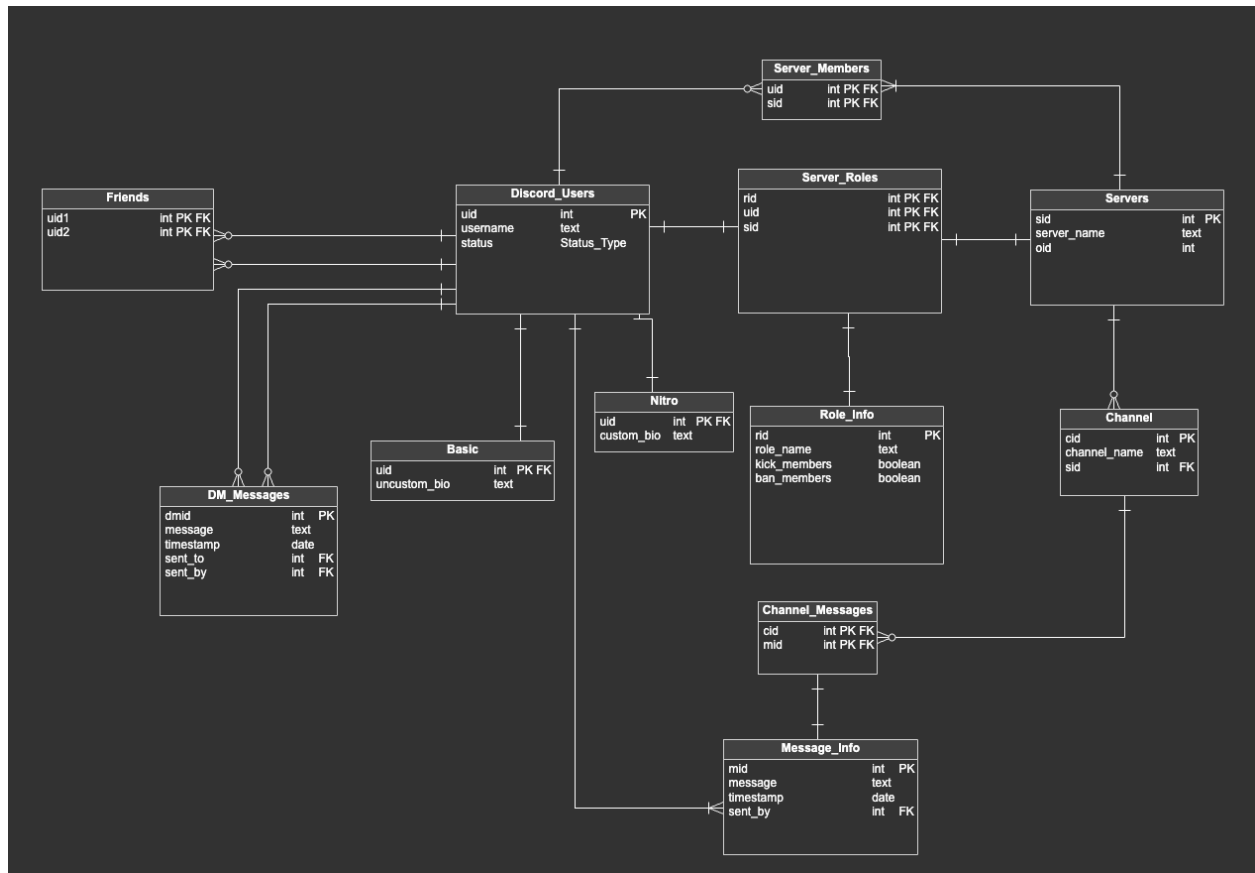 Server_Members
uid int PK FK
sid int PK FK
Friends
uid1 int PK FK
uid2 int PK FK
Discord_Users
uid int PK
username text
status Status_Type
Server_Roles
rid int PK FK
uid int PK FK
sid int PK FK
Servers
sid int PK
server_name text
oid int
Nitro
uid int PK FK
custom_bio text
Basic
uid int PK FK
uncustom_bio text
Role_Info
rid int PK
role_name text
kick_members boolean
ban_members boolean
Channel
cid int PK
channel_name text
sid int FK
DM_Messages
dmid int PK
message text
timestamp date
sent_to int FK
sent_by int FK
Channel_Messages
cid int PK FK
mid int PK FK
Message_Info
mid int PK
message text
timestamp date
sent_by int FK